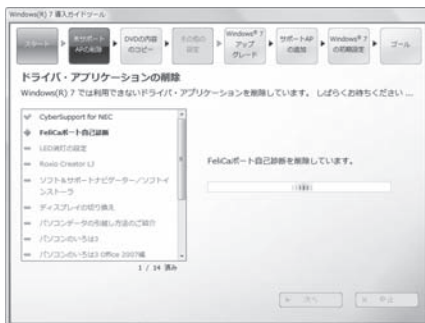 Windows(R) 7 導入ガイドツール
スタート
非サポート
APの削除
DVDの内容
のコピー
その他の
設定
Windows® 7
アップ
グレード
サポートAP
の追加
Windows® 7
の初期設定
ゴール
ドライバ・アプリケーションの削除
Windows(R) 7 では利用できないドライバ・アプリケーションを削除しています。 しばらくお待ちください ...
CyberSupport for NEC
FeliCaポート自己診断
LED消灯の設定
Roxio Creator LJ
ソフト&サポートナビゲーター/ソフトイ
ンストーラ
ディスプレイの切り換え
パソコンデータの引越し方法のご紹介
パソコンのいろは3
パソコンのいろは3 Office 2007編
FeliCaポート自己診断を削除しています。
1 / 14 済み
次へ
中止